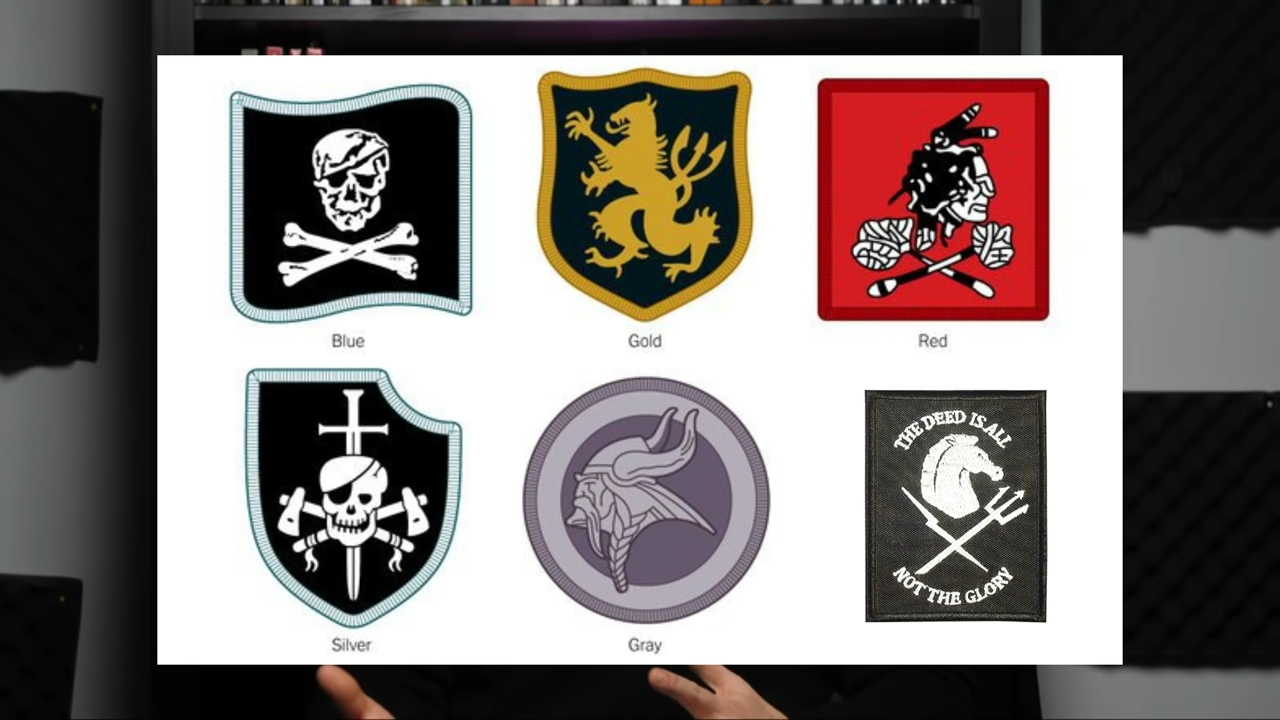 Blue
Gold
Red
THE DEED IS ALL
NOT THE GLORY
Silver
Gray